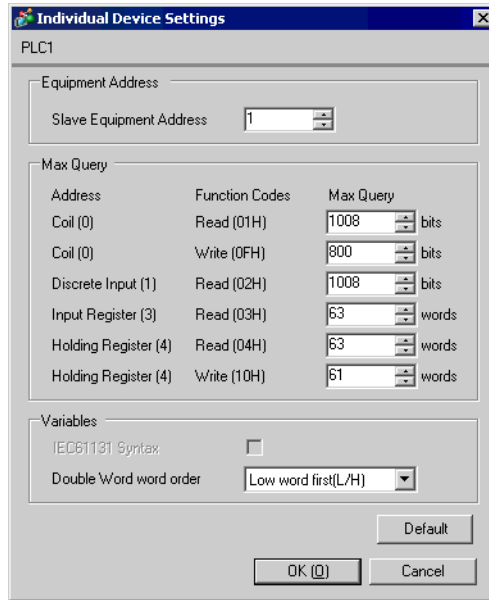 Individual Device Settings
PLC1
Equipment Address
Slave Equipment Address 1
Max Query
Address Function Codes Max Query
Coil (0) Read (01H) 1008 bits
Coil (0) Write (0FH) 800 bits
Discrete Input (1) Read (02H) 1008 bits
Input Register (3) Read (03H) 63 words
Holding Register (4) Read (04H) 63 words
Holding Register (4) Write (10H) 61 words
Variables
IEC61131 Syntax
Double Word word order Low word first(L/H)
Default
OK (O) Cancel